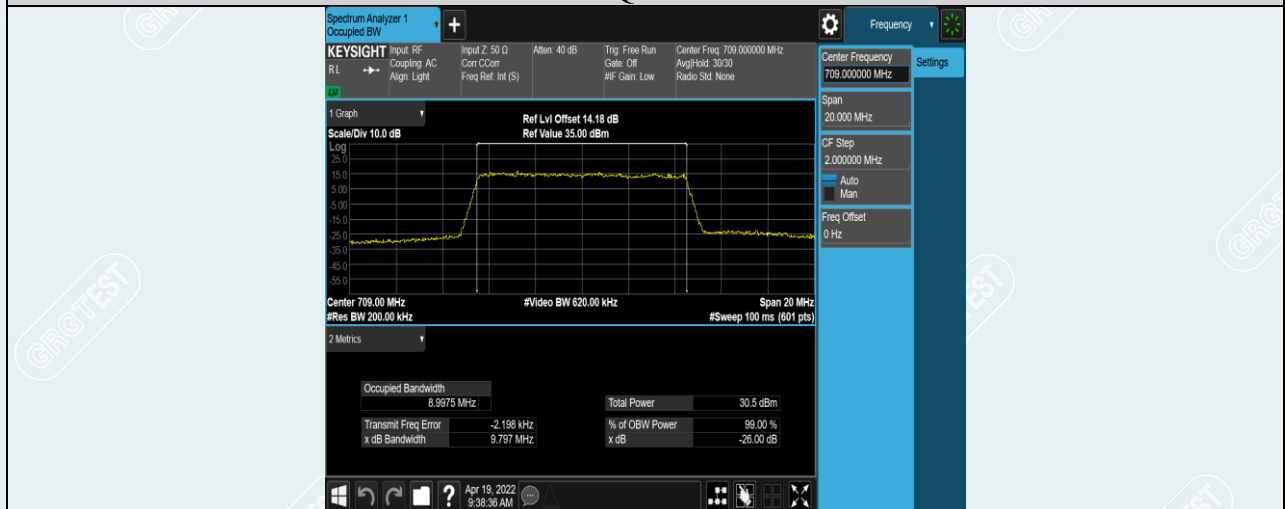 Spectrum Analyzer 1
Occupied BW
Frequency
KEYSIGHT Input: RF
Coupling: AC
Align: Light
RL
LXI
Input Z: 50 Ω
Corr CCorr
Freq Ref: Int (S)
Atten: 40 dB
Trig: Free Run
Gate: Off
#IF Gain: Low
Center Freq: 709.000000 MHz
Avg|Hold: 30/30
Radio Std: None
Center Frequency
709.000000 MHz
Settings
Span
20.000 MHz
CF Step
2.000000 MHz
Auto
Man
Freq Offset
0 Hz
1 Graph
Scale/Div 10.0 dB
Ref Lvl Offset 14.18 dB
Ref Value 35.00 dBm
Log
25.0
15.0
5.00
-5.00
-15.0
-25.0
-35.0
-45.0
-55.0
Center 709.00 MHz
#Video BW 620.00 kHz
Span 20 MHz
#Res BW 200.00 kHz
#Sweep 100 ms (601 pts)
2 Metrics
Occupied Bandwidth
8.9975 MHz
Total Power 30.5 dBm
Transmit Freq Error -2.198 kHz
% of OBW Power 99.00 %
x dB Bandwidth 9.797 MHz
x dB -26.00 dB
Apr 19, 2022
9:38:36 AM
GRGTEST
GRGTEST